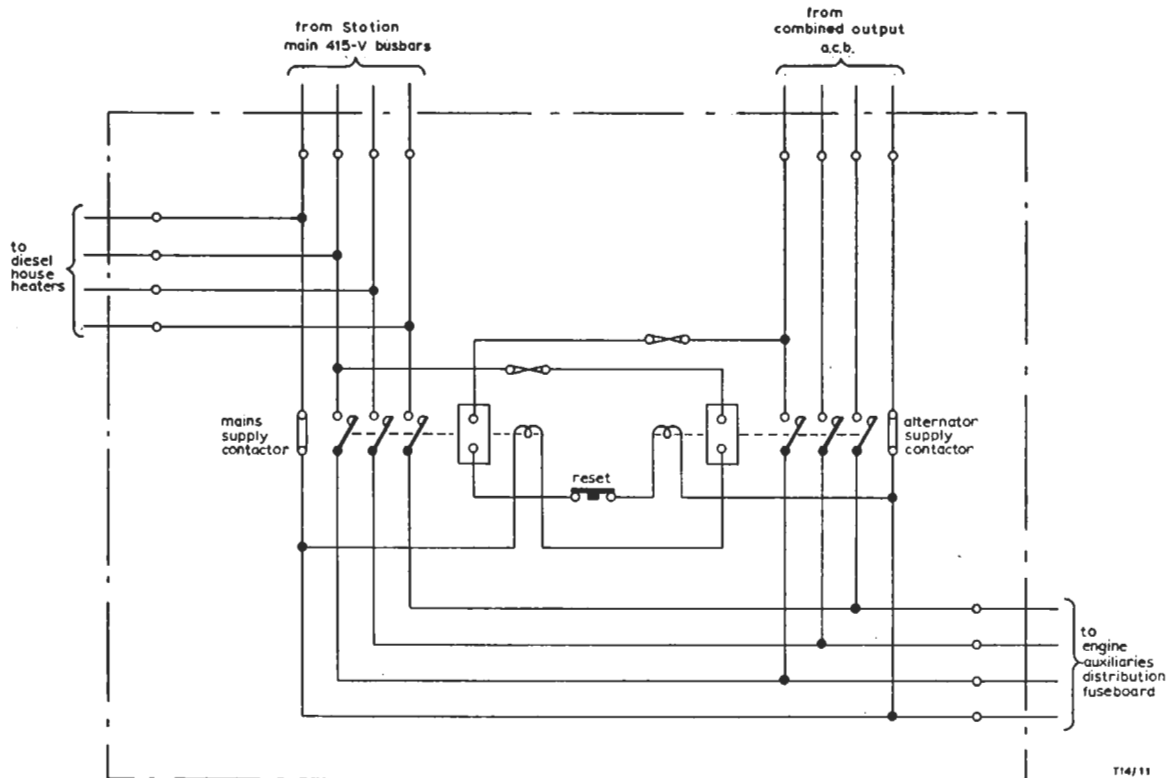 from Station
main 415-V busbars
from
combined output
a.c.b.
to
diesel
house
heaters
mains
supply
contactor
reset
alternator
supply
contactor
to
engine
auxiliaries
distribution
fuseboard
T14/11